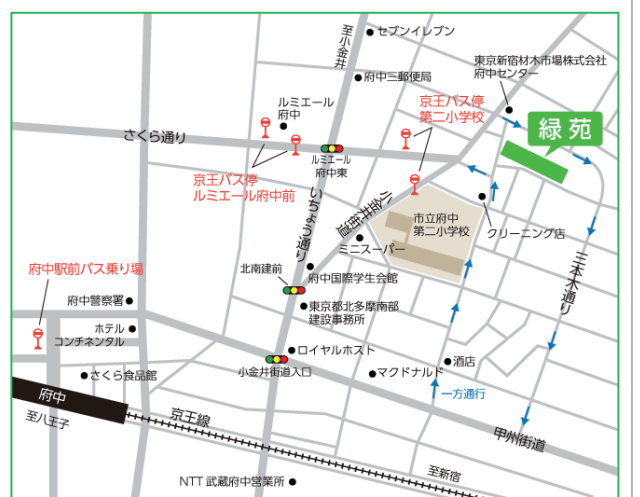 セブンイレブン
至小金井
府中三郵便局
東京新宿材木市場株式会社
府中センター
ルミエール
府中
京王バス停
第二小学校
緑苑
さくら通り
ルミエール
府中東
京王バス停
ルミエール府中前
いちょう通り
小金井街道
市立府中
第二小学校
クリーニング店
ミニスーパー
三本木通り
府中駅前バス乗り場
北南建前
府中国際学生会館
府中警察署
東京都北多摩南部
建設事務所
ホテル
コンチネンタル
ロイヤルホスト
小金井街道入口
酒店
さくら食品館
マクドナルド
一方通行
府中
至八王子
京王線
甲州街道
至新宿
NTT 武蔵府中営業所